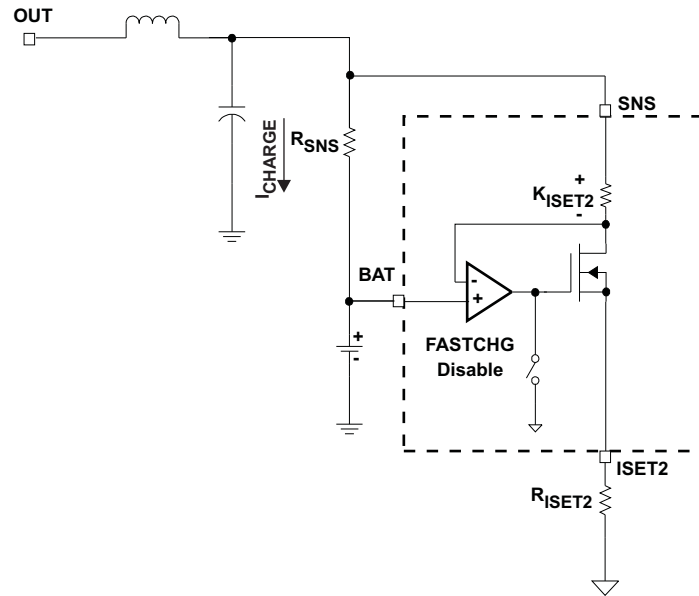 OUT
SNS
ICHARGE
RSNS
+
KISET2
-
BAT
-
+
+
-
FASTCHG
Disable
ISET2
RISET2